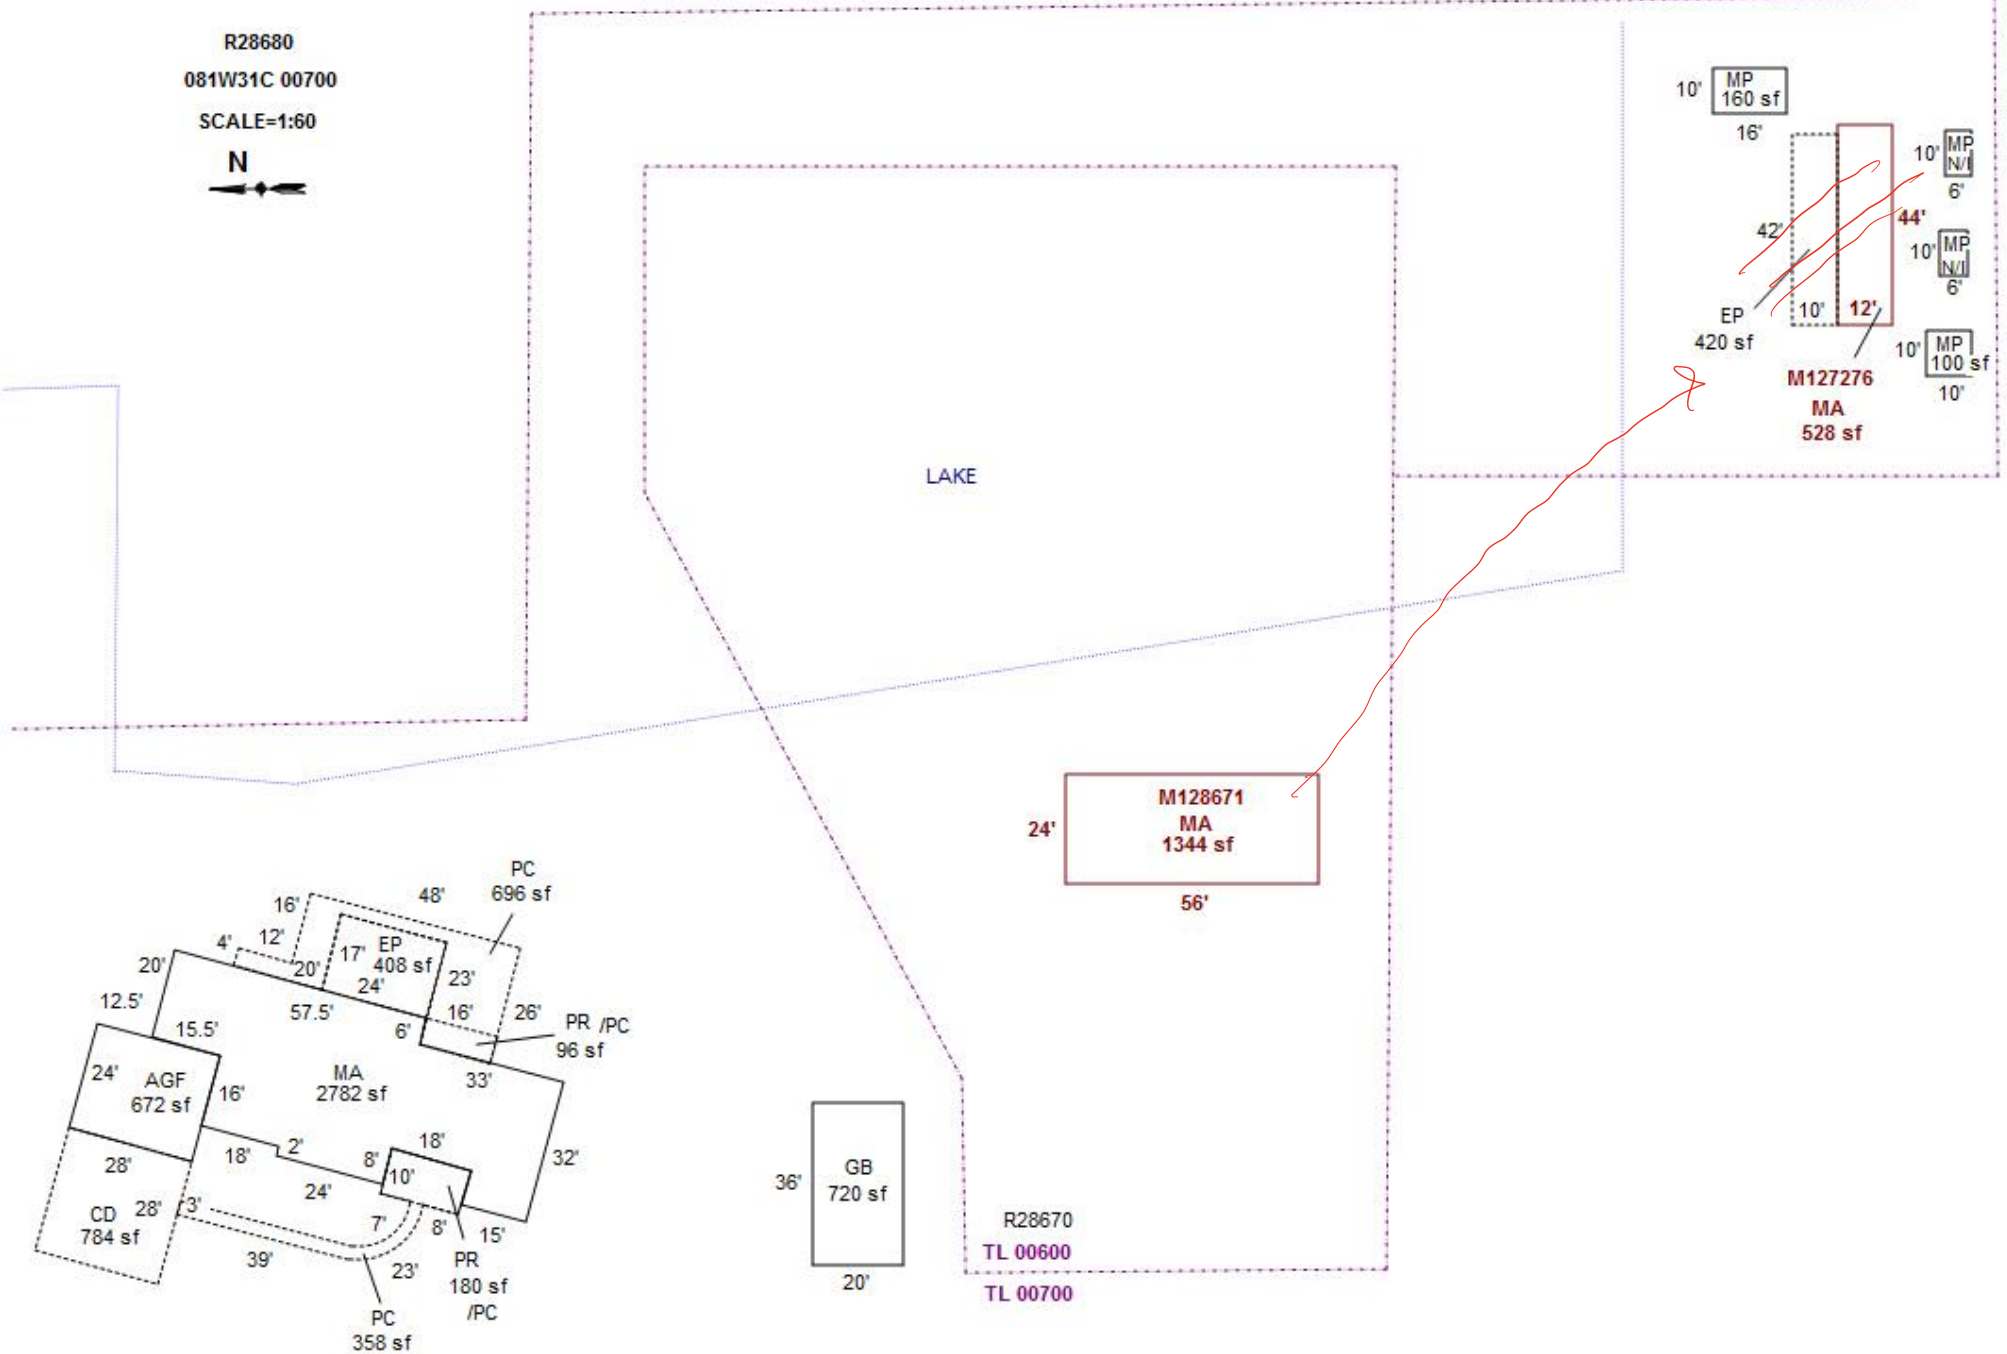 R28680
081W31C 00700
SCALE=1:60
N
10'
MP
160 sf
16'
10'
MP
N/I
6'
42'
44'
10'
MP
N/I
6'
EP
420 sf
10'
12'
10'
MP
100 sf
10'
M127276
MA
528 sf
LAKE
M128671
MA
1344 sf
24'
56'
PC
696 sf
48'
16'
4'
12'
20'
17'
EP
408 sf
24'
20'
23'
12.5'
57.5'
16'
26'
6'
PR /PC
96 sf
15.5'
33'
24'
AGF
672 sf
16'
MA
2782 sf
18'
2'
18'
8'
10'
32'
28'
24'
CD
784 sf
28'
3'
7'
8'
15'
39'
23'
PR
180 sf
/PC
PC
358 sf
36'
GB
720 sf
20'
R28670
TL 00600
TL 00700